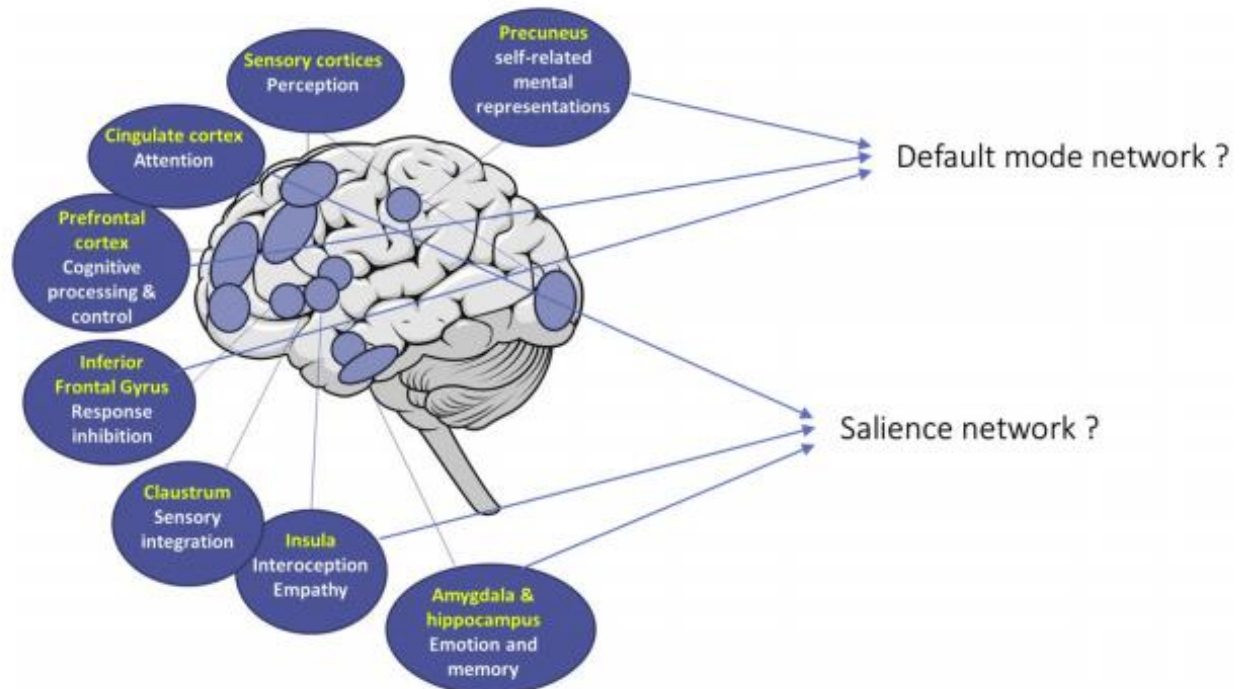 Precuneus
self-related
mental
representations
Sensory cortices
Perception
Cingulate cortex
Attention
Default mode network ?
Prefrontal
cortex
Cognitive
processing &
control
Inferior
Frontal Gyrus
Response
inhibition
Salience network ?
Claustrum
Sensory
integration
Insula
Interoception
Empathy
Amygdala &
hippocampus
Emotion and
memory